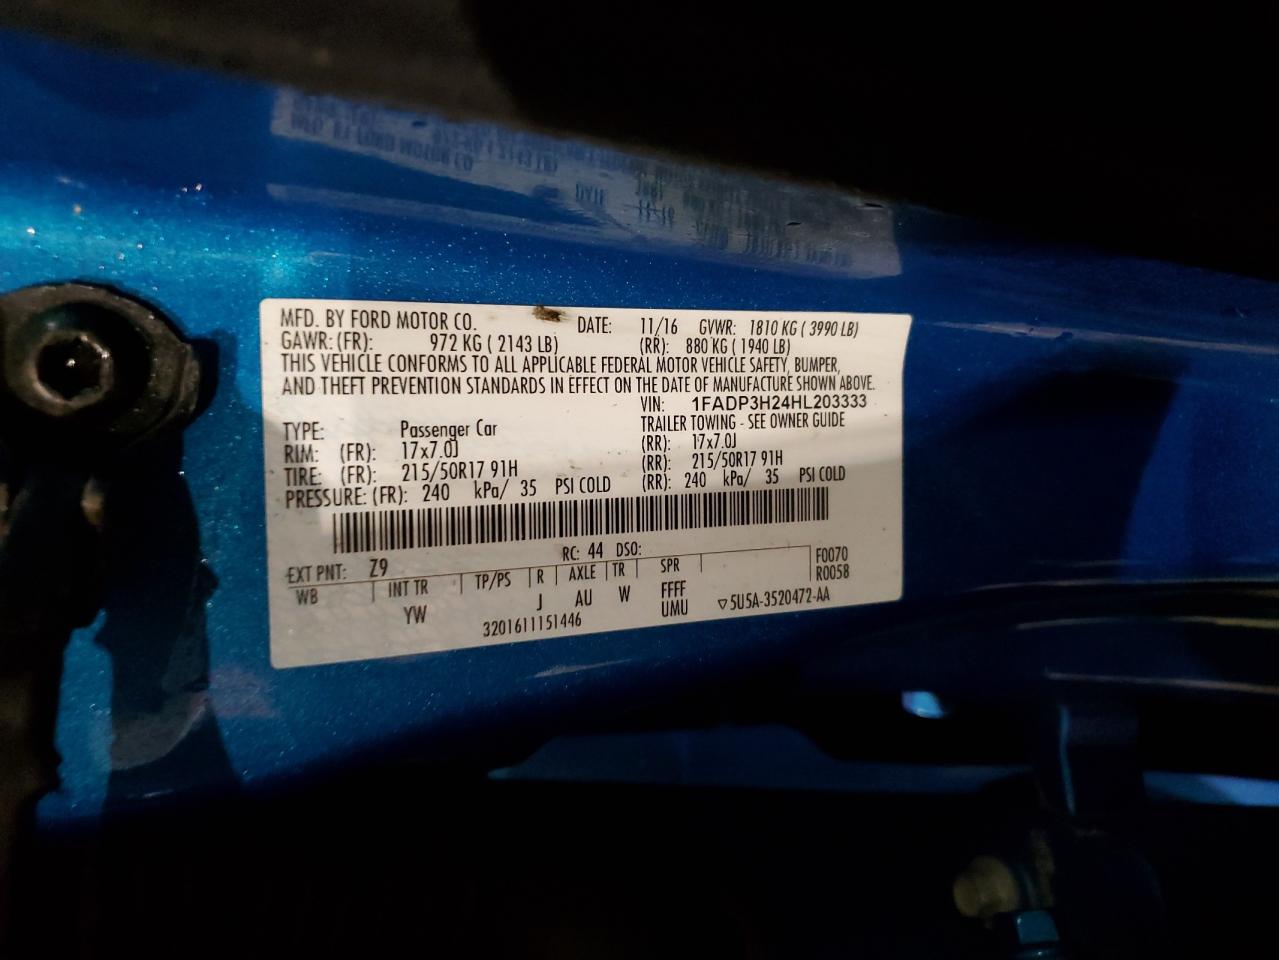 MFD. BY FORD MOTOR CO. DATE: 11/16 GVWR: 1810 KG ( 3990 LB)
GAWR:(FR): 972 KG ( 2143 LB) (RR): 880 KG ( 1940 LB)
THIS VEHICLE CONFORMS TO ALL APPLICABLE FEDERAL MOTOR VEHICLE SAFETY, BUMPER,
AND THEFT PREVENTION STANDARDS IN EFFECT ON THE DATE OF MANUFACTURE SHOWN ABOVE.
VIN: 1FADP3H24HL203333
TYPE: Passenger Car TRAILER TOWING - SEE OWNER GUIDE
RIM: (FR): 17x7.0J (RR): 17x7.0J
TIRE: (FR): 215/50R17 91H (RR): 215/50R17 91H
PRESSURE: (FR): 240 kPa/ 35 PSI COLD (RR): 240 kPa/ 35 PSI COLD
EXT PNT: Z9 RC: 44 DSO: F0070
WB INT TR TP/PS R AXLE TR SPR R0058
YW J AU W FFFF
3201611151446 UMU ▽5U5A-3520472-AA